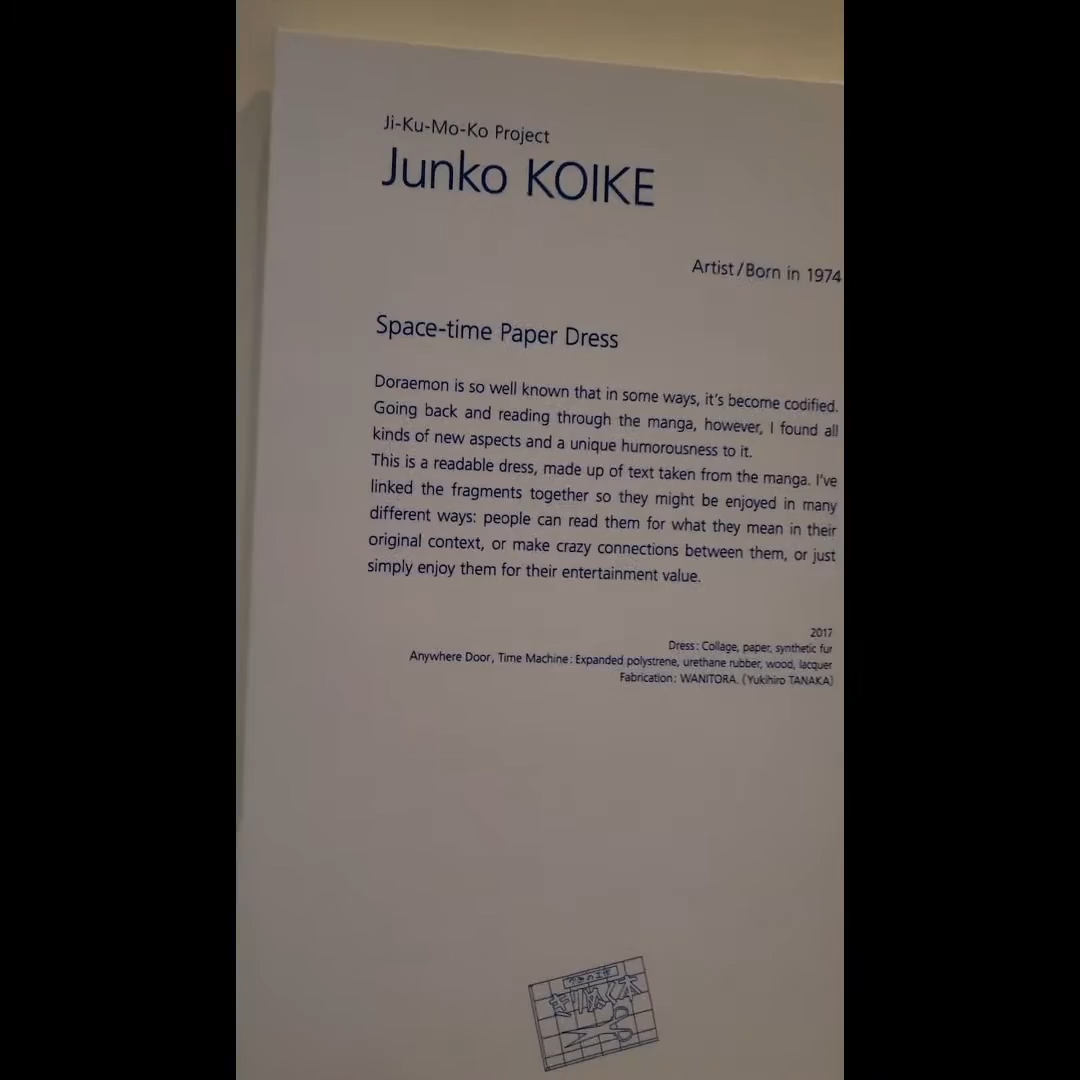 Ji-Ku-Mo-Ko Project
Junko KOIKE
Artist/Born in 1974
Space-time Paper Dress
Doraemon is so well known that in some ways, it's become codified.
Going back and reading through the manga, however, I found all
kinds of new aspects and a unique humorousness to it.
This is a readable dress, made up of text taken from the manga. I've
linked the fragments together so they might be enjoyed in many
different ways: people can read them for what they mean in their
original context, or make crazy connections between them, or just
simply enjoy them for their entertainment value.
2017
Dress: Collage, paper, synthetic fur
Anywhere Door, Time Machine: Expanded polystrene, urethane rubber, wood, lacquer
Fabrication: WANITORA. (Yukihiro TANAKA)
きりぬく本